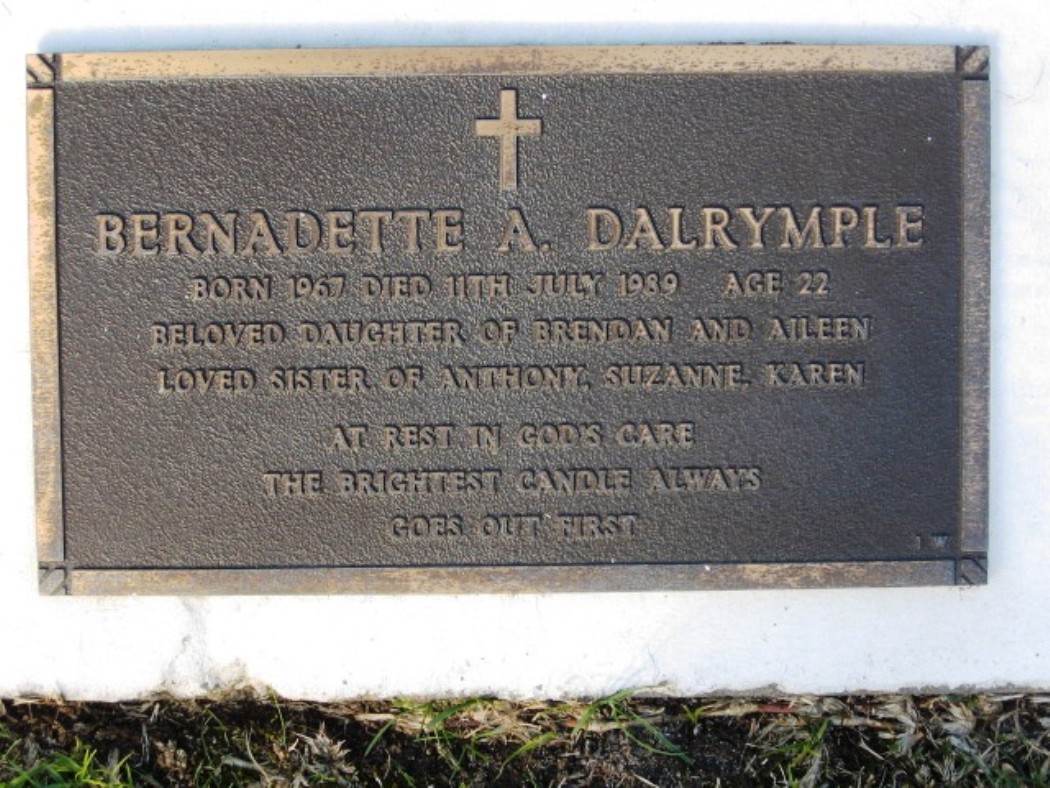 BERNADETTE A. DALRYMPLE
BORN 1967 DIED 11TH JULY 1989 AGE 22
BELOVED DAUGHTER OF BRENDAN AND AILEEN
LOVED SISTER OF ANTHONY, SUZANNE, KAREN
AT REST IN GOD'S CARE
THE BRIGHTEST CANDLE ALWAYS
GOES OUT FIRST